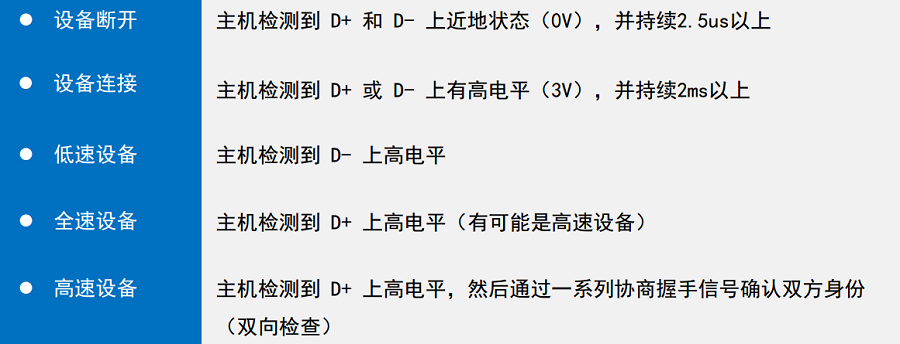 设备断开 主机检测到 D+ 和 D- 上近地状态（0V），并持续2.5us以上
设备连接 主机检测到 D+ 或 D- 上有高电平（3V），并持续2ms以上
低速设备 主机检测到 D- 上高电平
全速设备 主机检测到 D+ 上高电平（有可能是高速设备）
高速设备 主机检测到 D+ 上高电平，然后通过一系列协商握手信号确认双方身份
（双向检查）